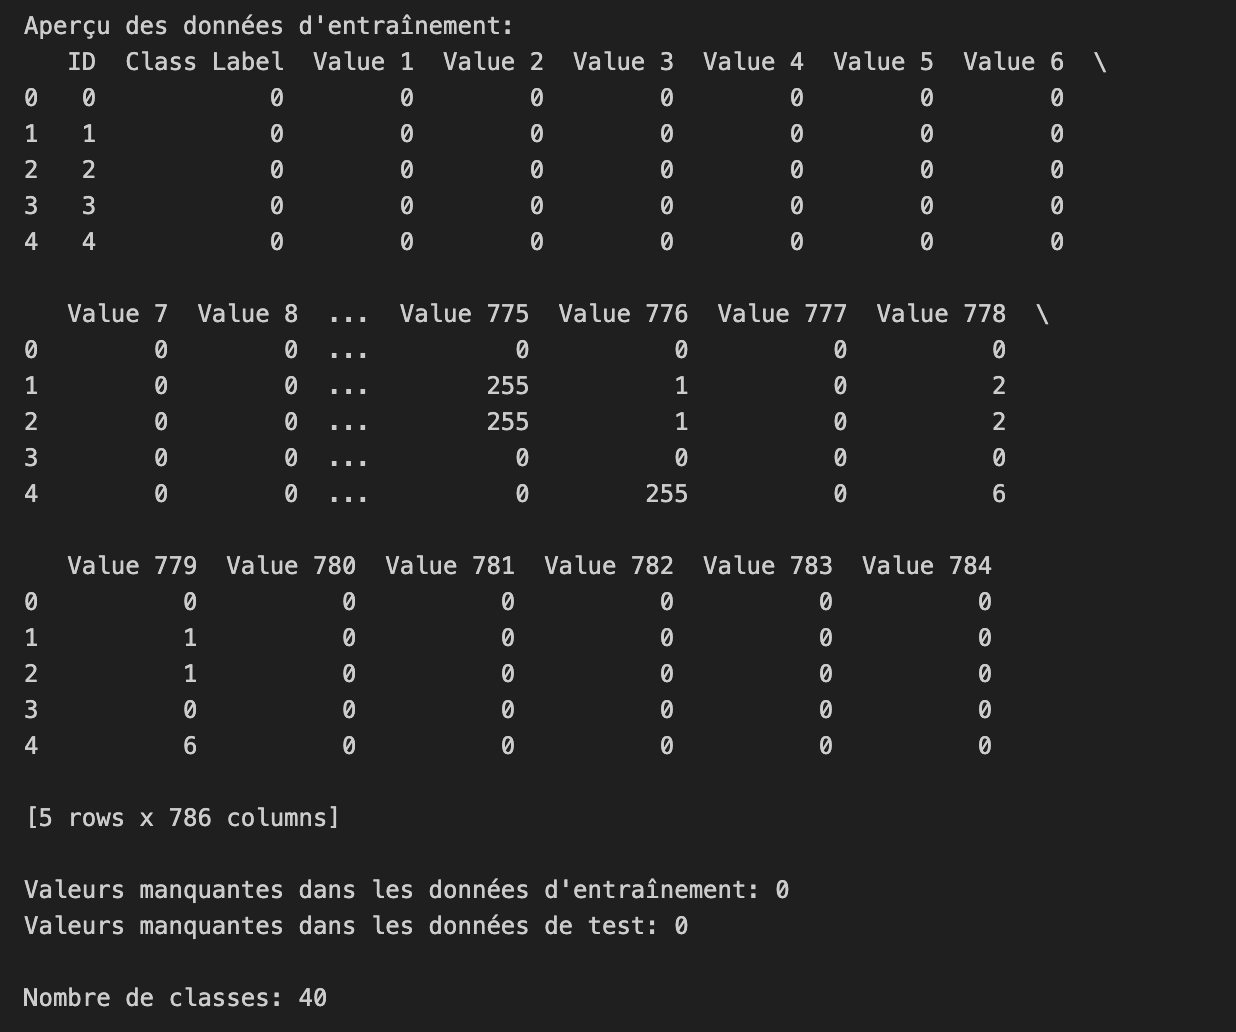 Aperçu des données d'entraînement:
   ID  Class Label  Value 1  Value 2  Value 3  Value 4  Value 5  Value 6  \
0   0            0        0        0        0        0        0        0
1   1            0        0        0        0        0        0        0
2   2            0        0        0        0        0        0        0
3   3            0        0        0        0        0        0        0
4   4            0        0        0        0        0        0        0
   Value 7  Value 8  ...  Value 775  Value 776  Value 777  Value 778  \
0        0        0  ...          0          0          0          0
1        0        0  ...        255          1          0          2
2        0        0  ...        255          1          0          2
3        0        0  ...          0          0          0          0
4        0        0  ...          0        255          0          6
   Value 779  Value 780  Value 781  Value 782  Value 783  Value 784
0          0          0          0          0          0          0
1          1          0          0          0          0          0
2          1          0          0          0          0          0
3          0          0          0          0          0          0
4          6          0          0          0          0          0
[5 rows x 786 columns]
Valeurs manquantes dans les données d'entraînement: 0
Valeurs manquantes dans les données de test: 0
Nombre de classes: 40